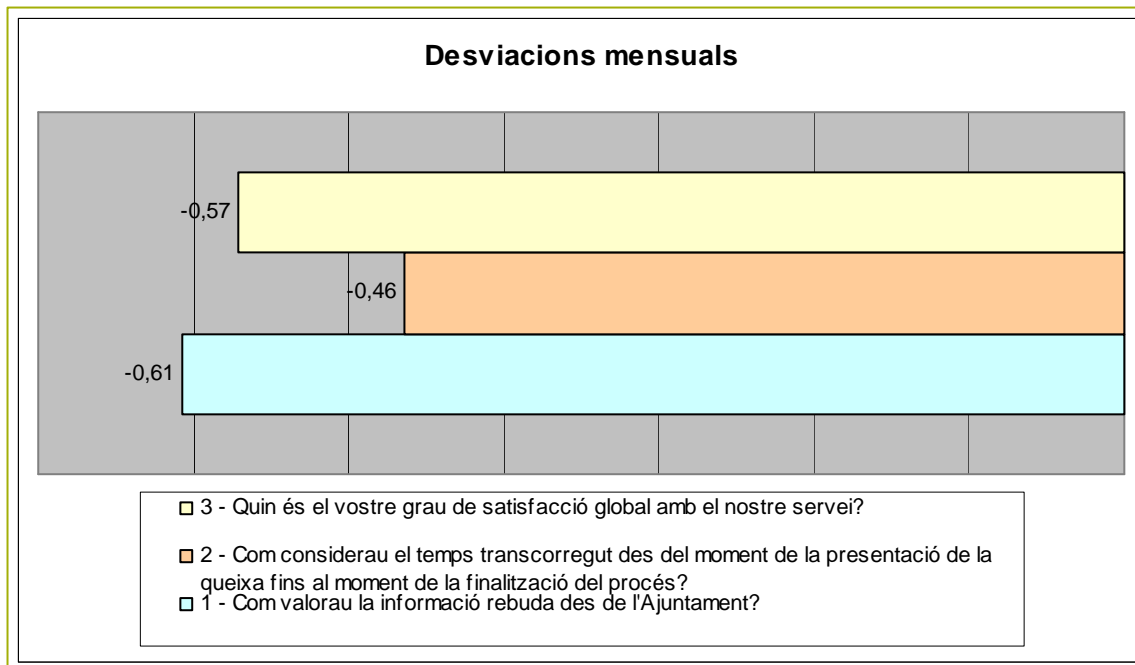 Desviacions mensuals
-0,57
-0,46
-0,61
3 - Quin és el vostre grau de satisfacció global amb el nostre servei?
2 - Com considerau el temps transcorregut des del moment de la presentació de la
queixa fins al moment de la finalització del procés?
1 - Com valorau la informació rebuda des de l'Ajuntament?